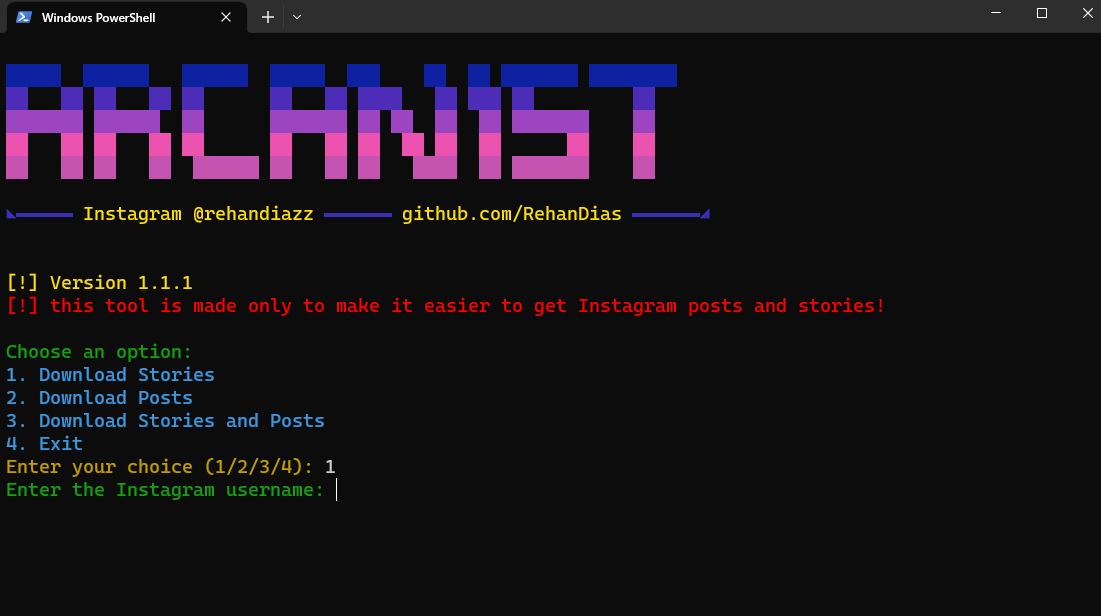 Windows PowerShell
ARCANIST
Instagram @rehandiazz github.com/RehanDias
[!] Version 1.1.1
[!] this tool is made only to make it easier to get Instagram posts and stories!
Choose an option:
1. Download Stories
2. Download Posts
3. Download Stories and Posts
4. Exit
Enter your choice (1/2/3/4): 1
Enter the Instagram username: